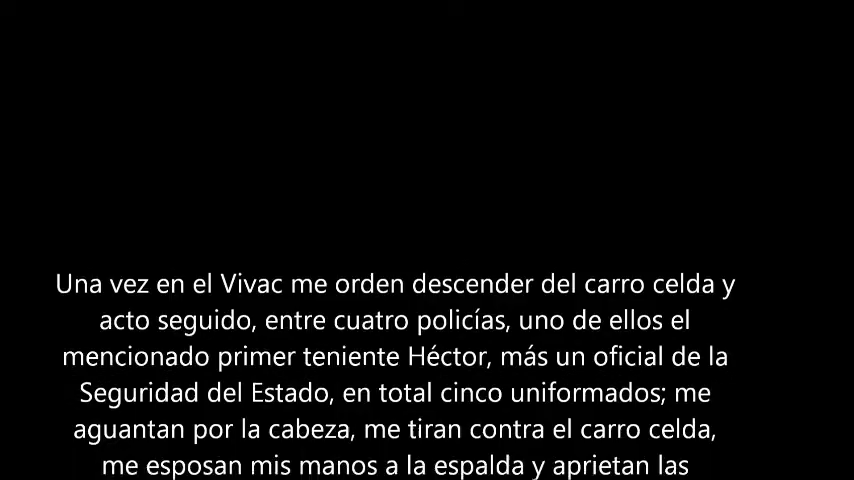 Una vez en el Vivac me orden descender del carro celda y
acto seguido, entre cuatro policías, uno de ellos el
mencionado primer teniente Héctor, más un oficial de la
Seguridad del Estado, en total cinco uniformados; me
aguantan por la cabeza, me tiran contra el carro celda,
me esposan mis manos a la espalda y aprietan las